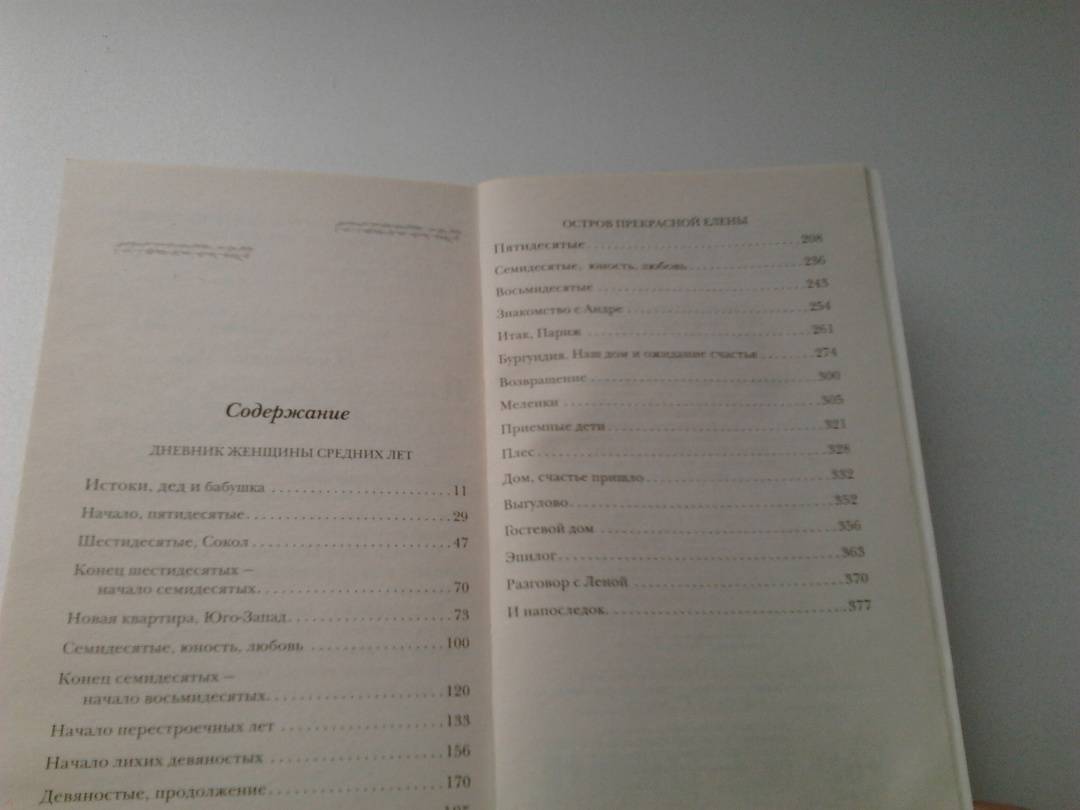 Содержание
ДНЕВНИК ЖЕНЩИНЫ СРЕДНИХ ЛЕТ
Истоки, дед и бабушка ..................... 11
Начало, пятидесятые ..................... 29
Шестидесятые, Сокол ..................... 47
Конец шестидесятых –
начало семидесятых ..................... 70
Новая квартира, Юго-Запад ..................... 73
Семидесятые, юность, любовь ..................... 100
Конец семидесятых –
начало восьмидесятых ..................... 120
Начало перестроечных лет ..................... 133
Начало лихих девяностых ..................... 156
Девяностые, продолжение ..................... 170
ОСТРОВ ПРЕКРАСНОЙ ЕЛЕНЫ
Пятидесятые ..................... 208
Семидесятые, юность, любовь ..................... 236
Восьмидесятые ..................... 243
Знакомство с Андре ..................... 254
Итак, Париж ..................... 261
Бургундия. Наш дом и ожидание счастья ..................... 274
Возвращение ..................... 300
Меленки ..................... 305
Приемные дети ..................... 321
Плес ..................... 328
Дом, счастье пришло ..................... 332
Выгулово ..................... 352
Гостевой дом ..................... 356
Эпилог ..................... 363
Разговор с Леной ..................... 370
И напоследок ..................... 377